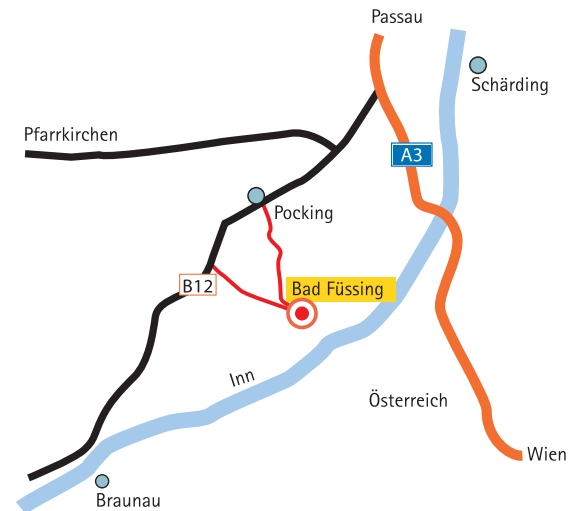 Passau
Schärding
Pfarrkirchen
A3
Pocking
B12
Bad Füssing
Inn
Österreich
Wien
Braunau